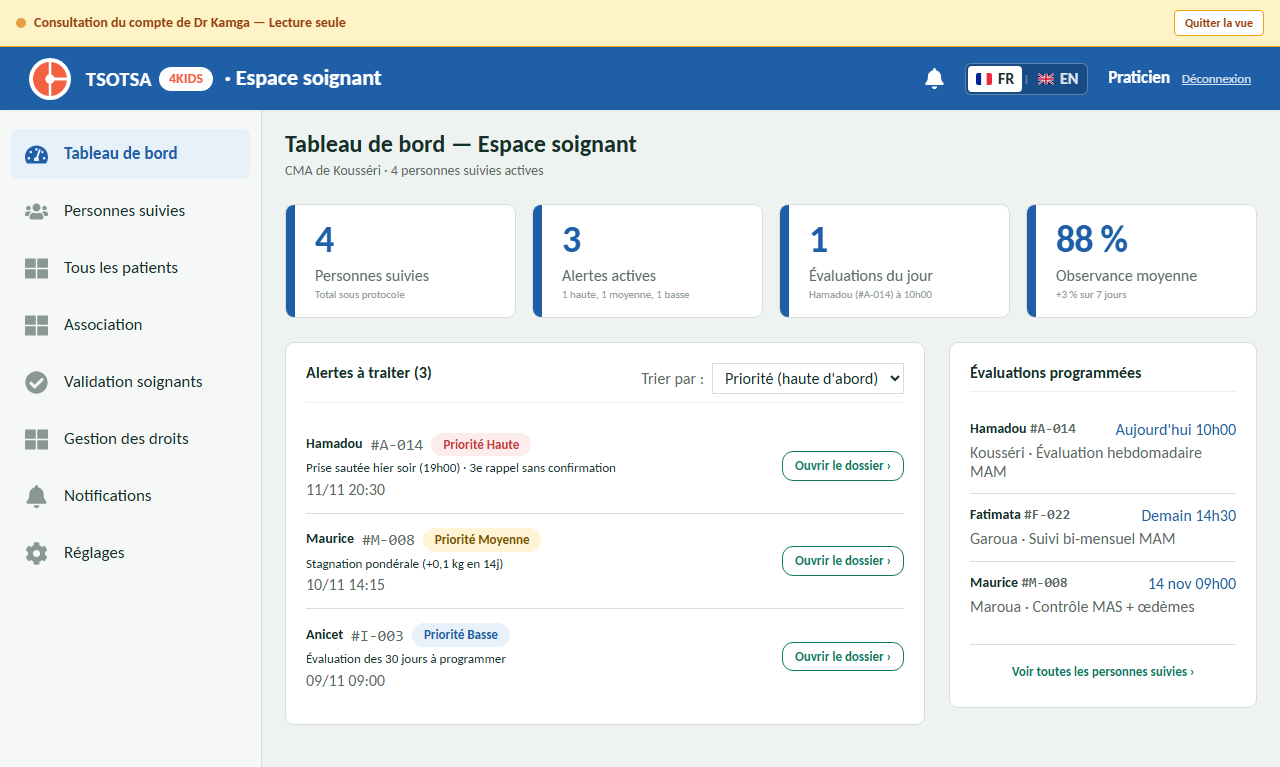 Consultation du compte de Dr Kamga — Lecture seule
Quitter la vue
TSOTSA 4KIDS · Espace soignant
FR | EN
Praticien
Déconnexion
Tableau de bord
Personnes suivies
Tous les patients
Association
Validation soignants
Gestion des droits
Notifications
Réglages
Tableau de bord — Espace soignant
CMA de Kousséri · 4 personnes suivies actives
4
Personnes suivies
Total sous protocole
3
Alertes actives
1 haute, 1 moyenne, 1 basse
1
Évaluations du jour
Hamadou (#A-014) à 10h00
88 %
Observance moyenne
+3 % sur 7 jours
Alertes à traiter (3)
Trier par :
Priorité (haute d'abord)
Hamadou #A-014 Priorité Haute
Prise sautée hier soir (19h00) · 3e rappel sans confirmation
11/11 20:30
Ouvrir le dossier ›
Maurice #M-008 Priorité Moyenne
Stagnation pondérale (+0,1 kg en 14j)
10/11 14:15
Ouvrir le dossier ›
Anicet #I-003 Priorité Basse
Évaluation des 30 jours à programmer
09/11 09:00
Ouvrir le dossier ›
Évaluations programmées
Hamadou #A-014 Aujourd'hui 10h00
Kousséri · Évaluation hebdomadaire
MAM
Fatimata #F-022 Demain 14h30
Garoua · Suivi bi-mensuel MAM
Maurice #M-008 14 nov 09h00
Maroua · Contrôle MAS + œdèmes
Voir toutes les personnes suivies ›